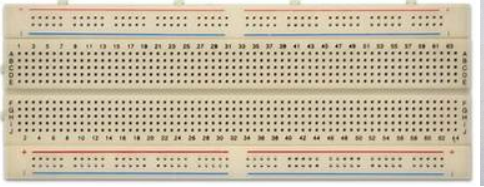 + +
- -
1 3 5 7 9 11 13 15 17 19 21 23 25 27 29 31 33 35 37 39 41 43 45 47 49 51 53 55 57 59 61 63
A A
B B
C C
D D
E E
F F
G G
H H
I I
J J
2 4 6 8 10 12 14 16 18 20 22 24 26 28 30 32 34 36 38 40 42 44 46 48 50 52 54 56 58 60 62 64
+ +
- -